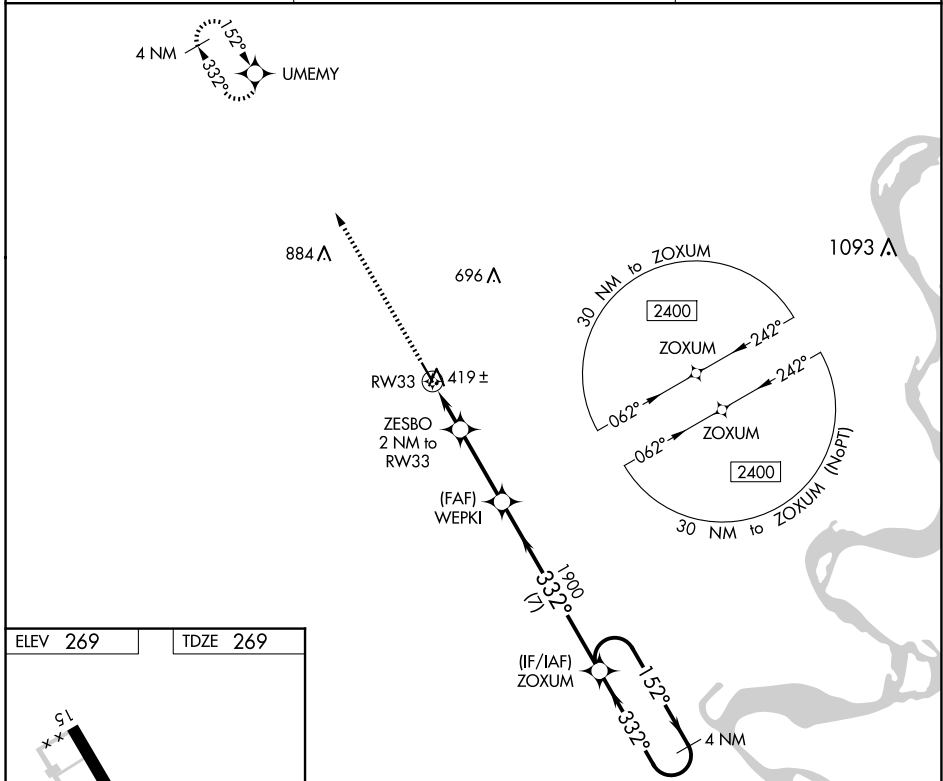 152°
4 NM
332°
UMEMY
884
696
1093
30 NM to ZOXUM
2400
ZOXUM
242°
062°
242°
062°
ZOXUM
2400
30 NM to ZOXUM (NoPT)
RW33
419 ±
ZESBO
2 NM to
RW33
(FAF)
WEPKI
1900
332°
(7)
(IF/IAF)
ZOXUM
152°
332°
4 NM
ELEV 269
TDZE 269
15